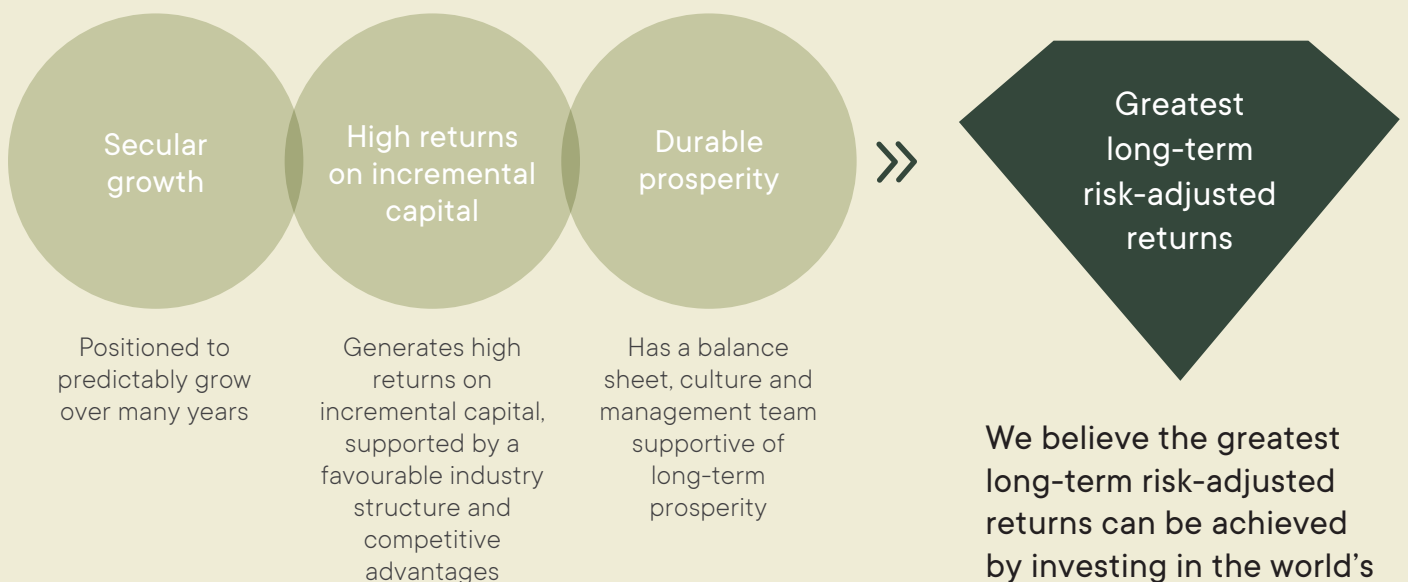 Secular
growth
High returns
on incremental
capital
Durable
prosperity
Greatest
long-term
risk-adjusted
returns
Positioned to
predictably grow
over many years
Generates high
returns on
incremental capital,
supported by a
favourable industry
structure and
competitive
advantages
Has a balance
sheet, culture and
management team
supportive of
long-term
prosperity
We believe the greatest
long-term risk-adjusted
returns can be achieved
by investing in the world’s